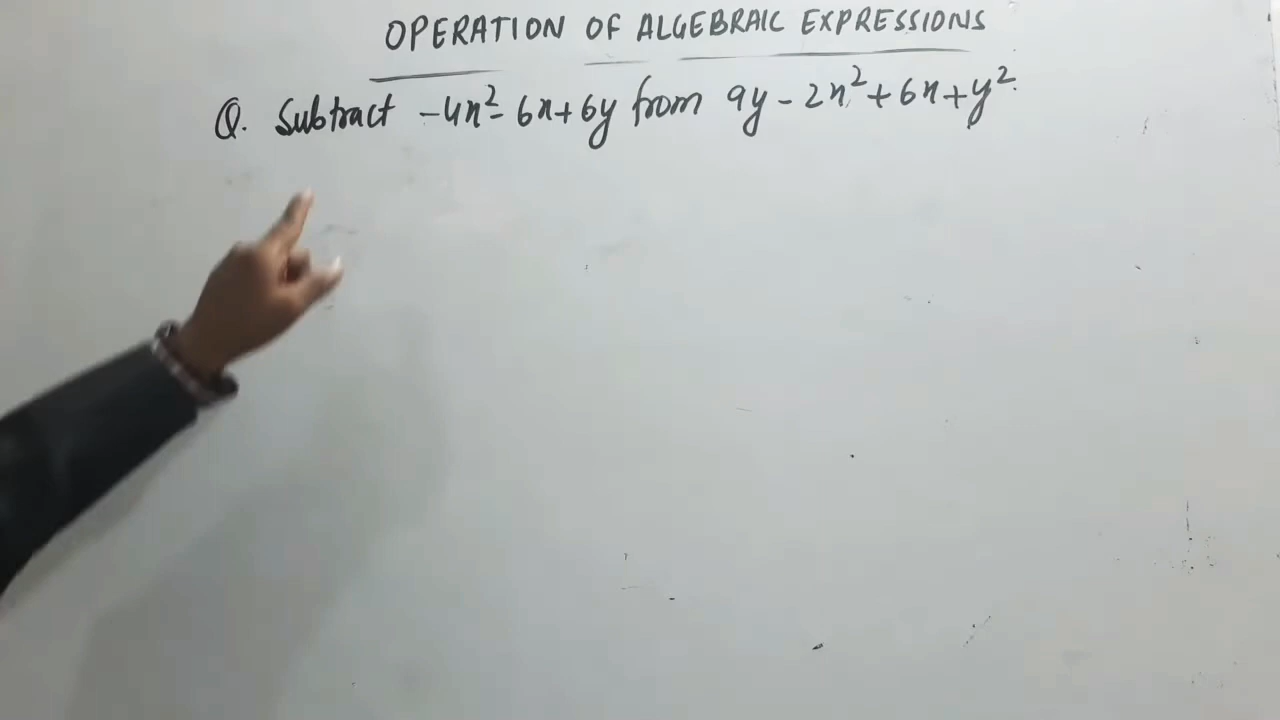 OPERATION OF ALGEBRAIC EXPRESSIONS
Q. Subtract -4x² - 6x + 6y from 9y - 2x² + 6x + y².